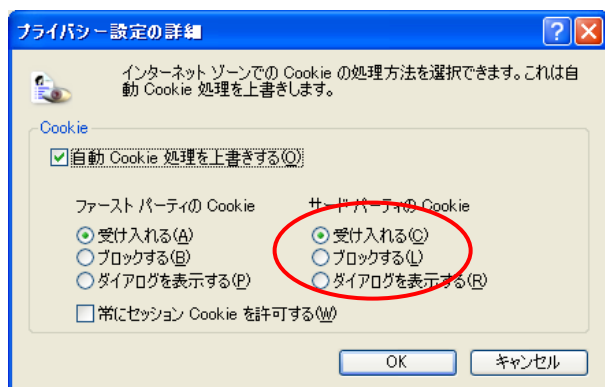 プライバシー設定の詳細
インターネット ゾーンでの Cookie の処理方法を選択できます。これは自
動 Cookie 処理を上書きします。
Cookie
自動 Cookie 処理を上書きする(O)
ファースト パーティの Cookie サード パーティの Cookie
受け入れる(A) 受け入れる(C)
ブロックする(B) ブロックする(L)
ダイアログを表示する(P) ダイアログを表示する(R)
常にセッション Cookie を許可する(W)
OK キャンセル